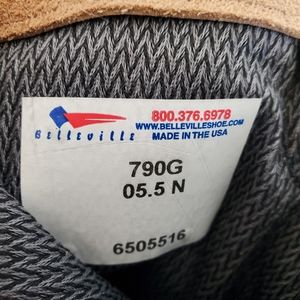 800.376.6978
WWW.BELLEVILLESHOE.COM
Belleville MADE IN THE USA
790G
05.5 N
6505516